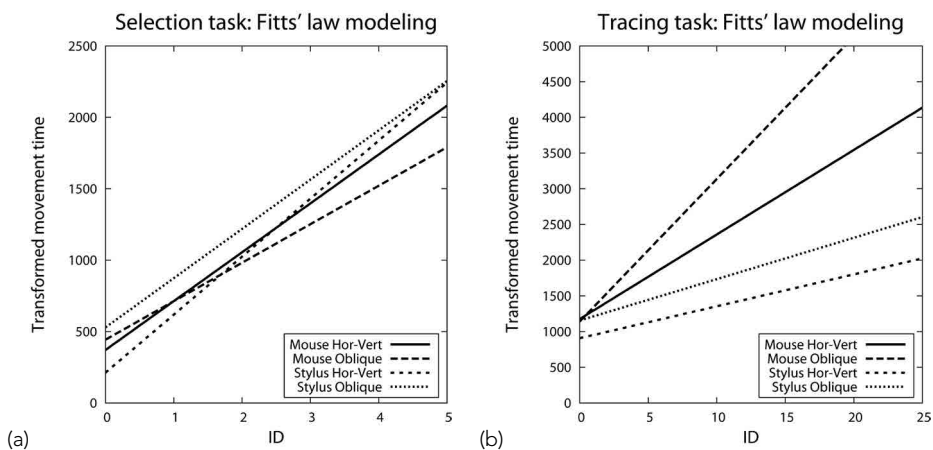 Selection task: Fitts' law modeling
Transformed movement time
2500
2000
1500
1000
500
0
0 1 2 3 4 5
ID
Mouse Hor-Vert
Mouse Oblique
Stylus Hor-Vert
Stylus Oblique
(a)
Tracing task: Fitts' law modeling
Transformed movement time
5000
4500
4000
3500
3000
2500
2000
1500
1000
500
0
0 5 10 15 20 25
ID
Mouse Hor-Vert
Mouse Oblique
Stylus Hor-Vert
Stylus Oblique
(b)